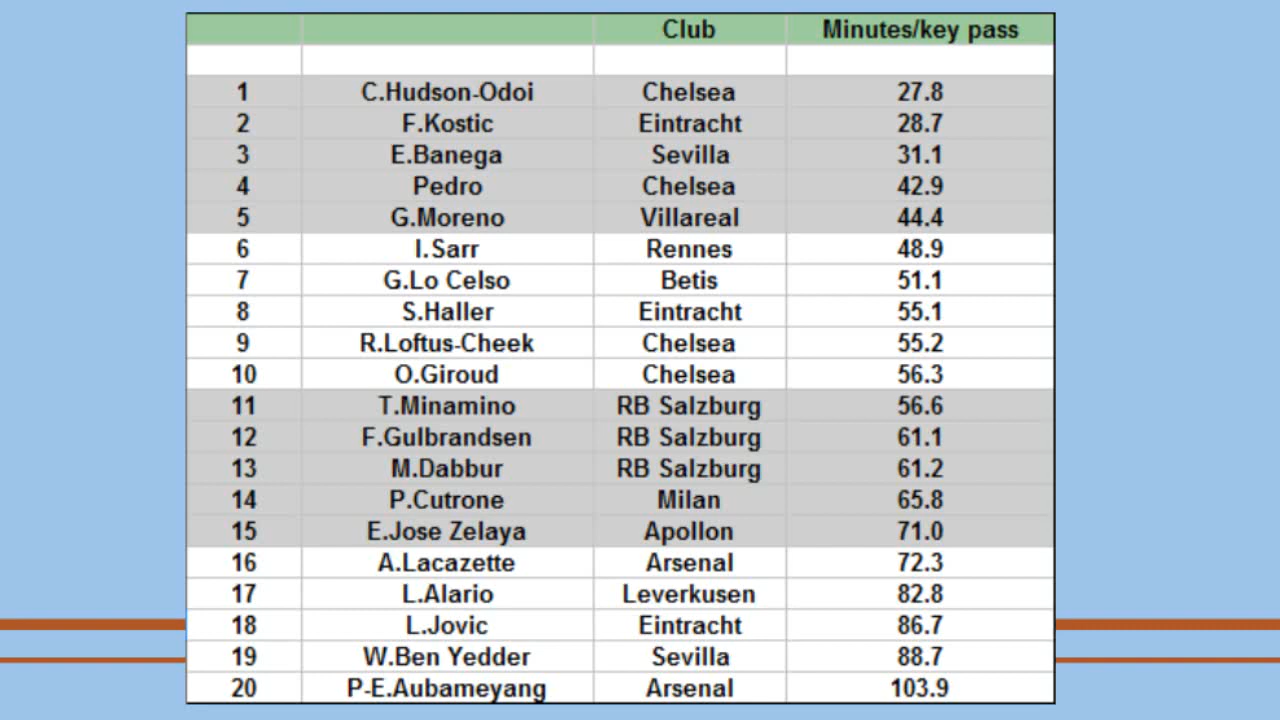 Club Minutes/key pass
1 C.Hudson-Odoi Chelsea 27.8
2 F.Kostic Eintracht 28.7
3 E.Banega Sevilla 31.1
4 Pedro Chelsea 42.9
5 G.Moreno Villareal 44.4
6 I.Sarr Rennes 48.9
7 G.Lo Celso Betis 51.1
8 S.Haller Eintracht 55.1
9 R.Loftus-Cheek Chelsea 55.2
10 O.Giroud Chelsea 56.3
11 T.Minamino RB Salzburg 56.6
12 F.Gulbrandsen RB Salzburg 61.1
13 M.Dabbur RB Salzburg 61.2
14 P.Cutrone Milan 65.8
15 E.Jose Zelaya Apollon 71.0
16 A.Lacazette Arsenal 72.3
17 L.Alario Leverkusen 82.8
18 L.Jovic Eintracht 86.7
19 W.Ben Yedder Sevilla 88.7
20 P-E.Aubameyang Arsenal 103.9